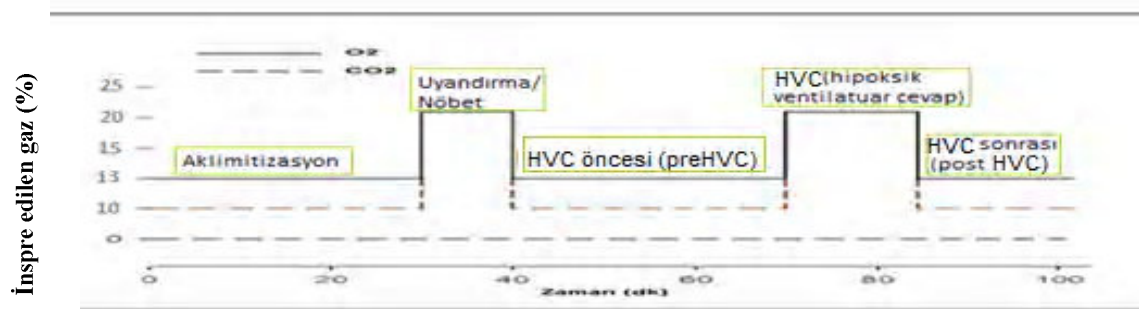 O2
CO2
İnspre edilen gaz (%)
25
20
15
13
10
0
Uyandırma/
Nöbet
HVC(hipoksik
ventilatuar cevap)
Aklimitizasyon
HVC öncesi (preHVC)
HVC sonrası
(post HVC)
0 20 40 60 80 100
Zaman (dk)